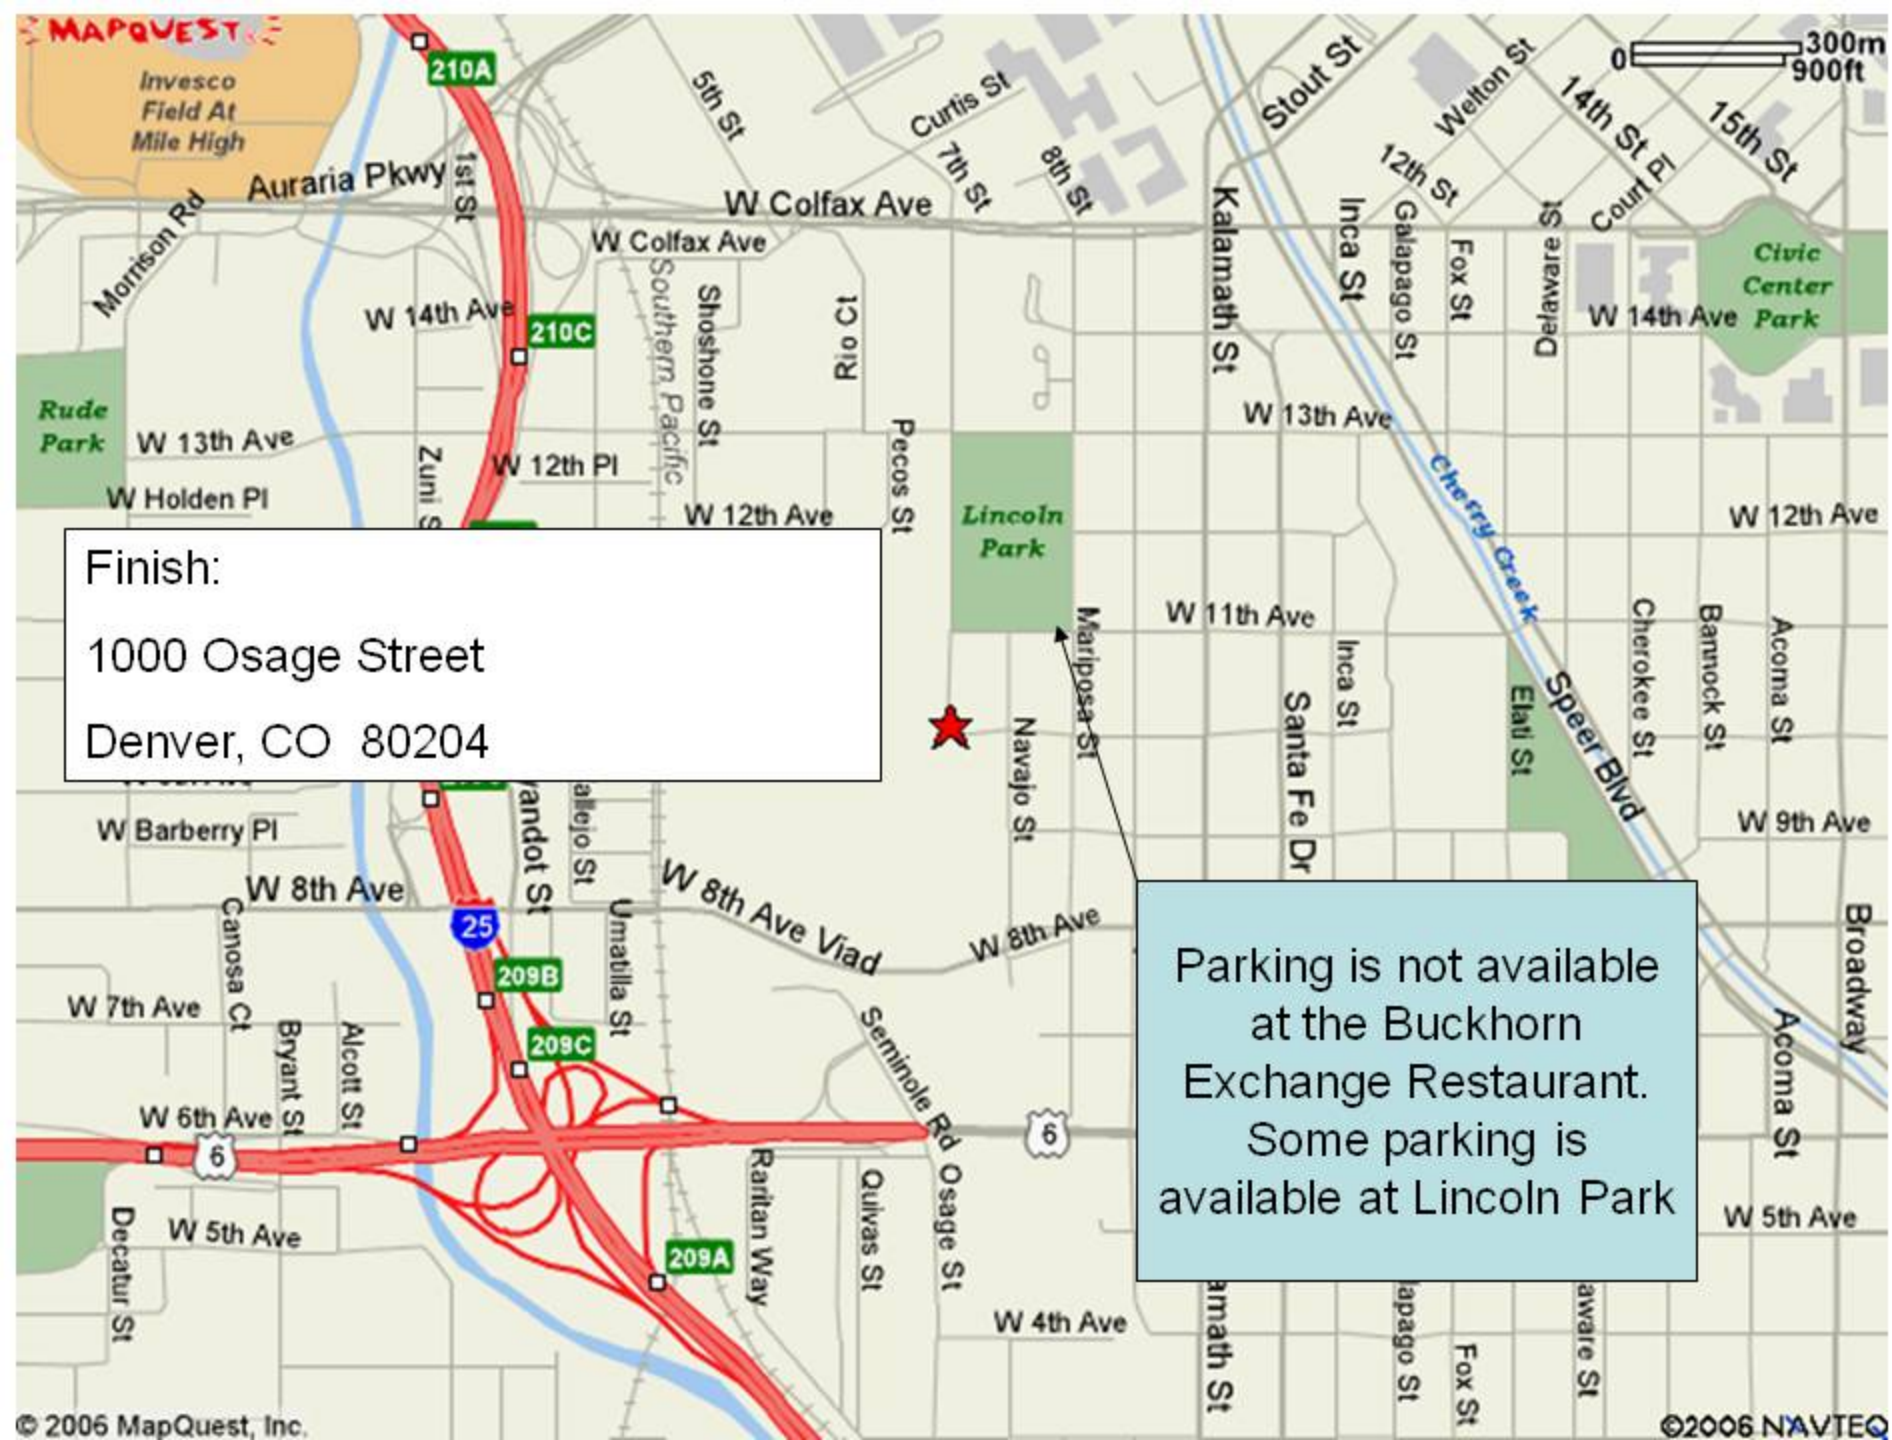 MAPQUEST
210A
Invesco
Field At
Mile High
5th St
Curtis St
7th St
8th St
Stout St
Welton St
14th St
15th St
12th St
Court Pl
0 300m
900ft
Auraria Pkwy
1st St
Morrison Rd
W Colfax Ave
W Colfax Ave
Kalamath St
Inca St
Galapago St
Fox St
Delaware St
Civic
Center
Park
W 14th Ave
W 14th Ave
210C
Southern Pacific
Shoshone St
Rio Ct
Rude
Park
W 13th Ave
W 13th Ave
Zuni S
W 12th Pl
Pecos St
W Holden Pl
W 12th Ave
Lincoln
Park
Cherry Creek
W 12th Ave
Finish:
1000 Osage Street
Denver, CO 80204
W 11th Ave
Mariposa St
Inca St
Santa Fe Dr
Navajo St
Elati St
Speer Blvd
Cherokee St
Bannock St
Acoma St
W Barberry Pl
yandot St
allejo St
W 9th Ave
W 8th Ave
W 8th Ave Viad
W 8th Ave
25
Canosa Ct
Umatilla St
209B
Broadway
W 7th Ave
Bryant St
Alcott St
209C
Seminole Rd
Acoma St
Parking is not available
at the Buckhorn
Exchange Restaurant.
Some parking is
available at Lincoln Park
W 6th Ave
6
6
Raritan Way
Quivas St
Osage St
Decatur St
W 5th Ave
W 5th Ave
209A
W 4th Ave
amath St
lapago St
Fox St
aware St
© 2006 MapQuest, Inc.
©2006 NAVTEQ